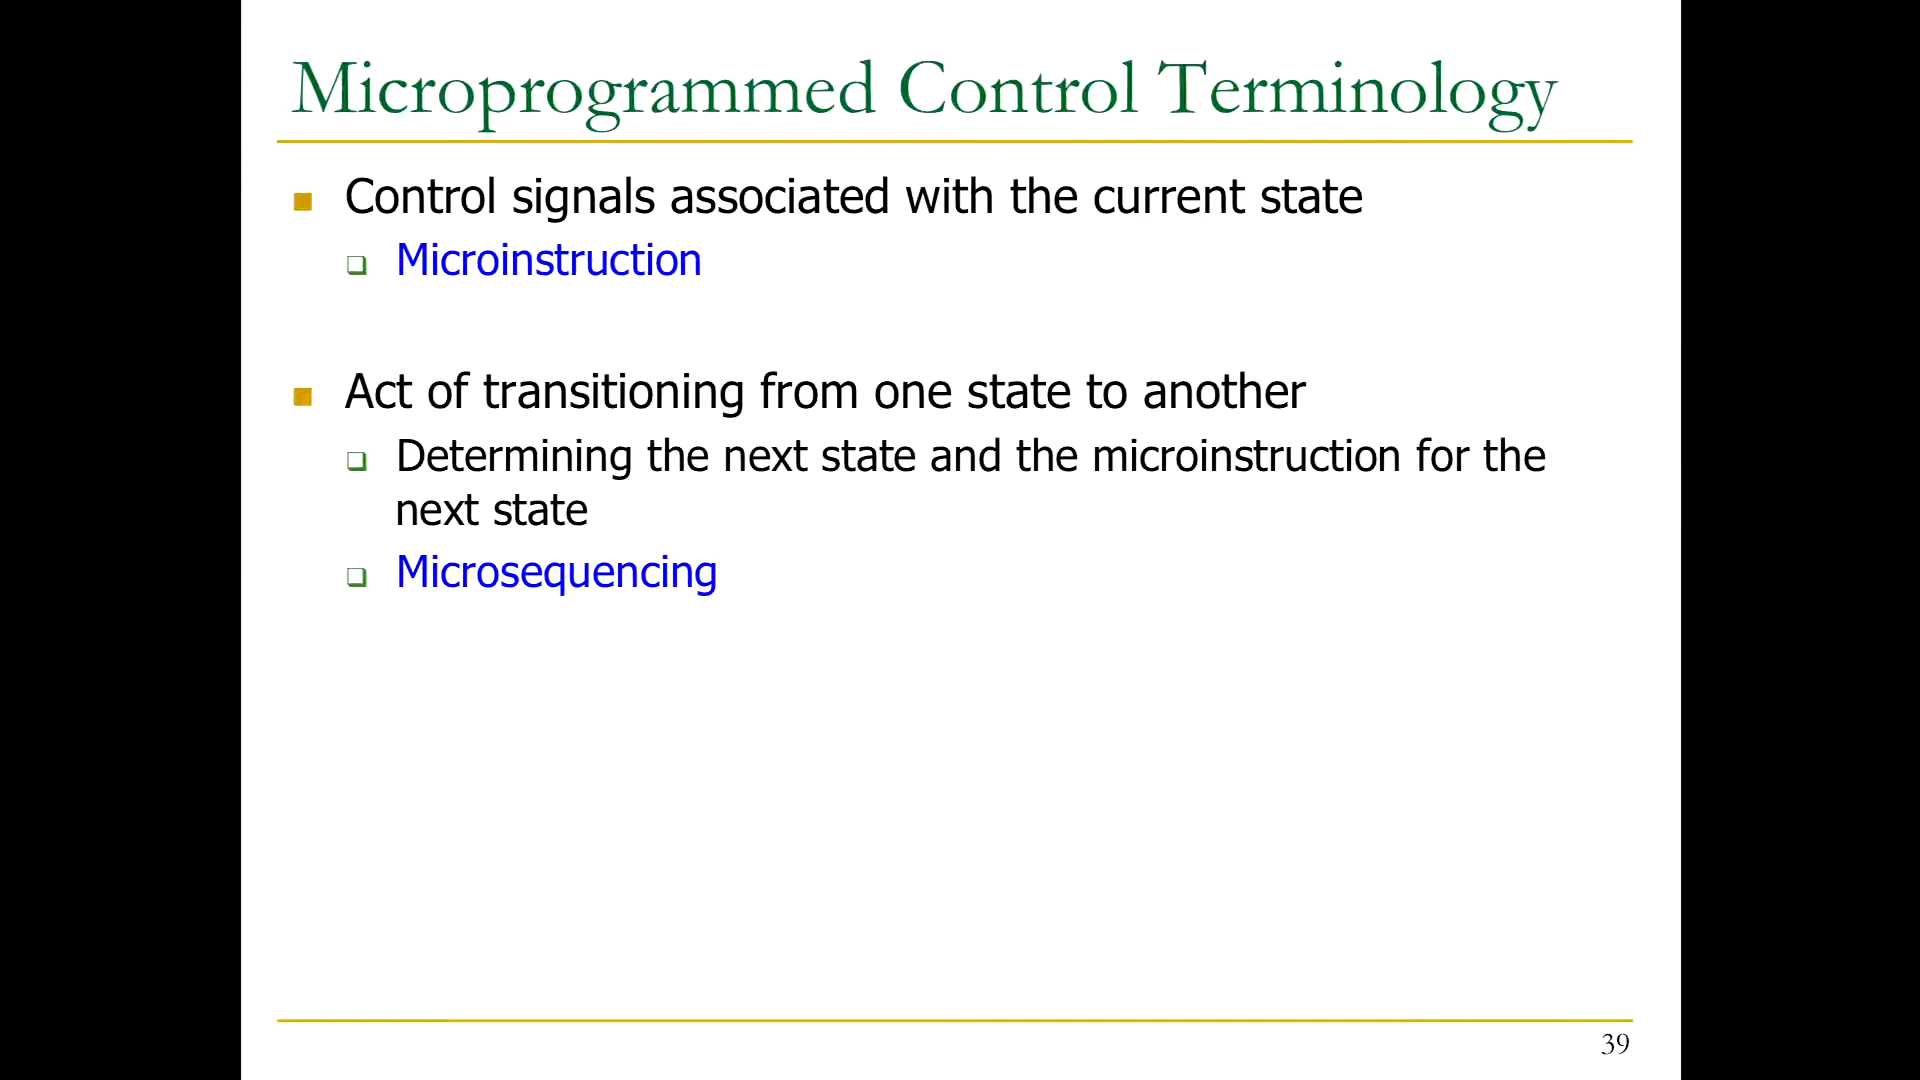 Microprogrammed Control Terminology
Control signals associated with the current state
Microinstruction
Act of transitioning from one state to another
Determining the next state and the microinstruction for the
next state
Microsequencing
39